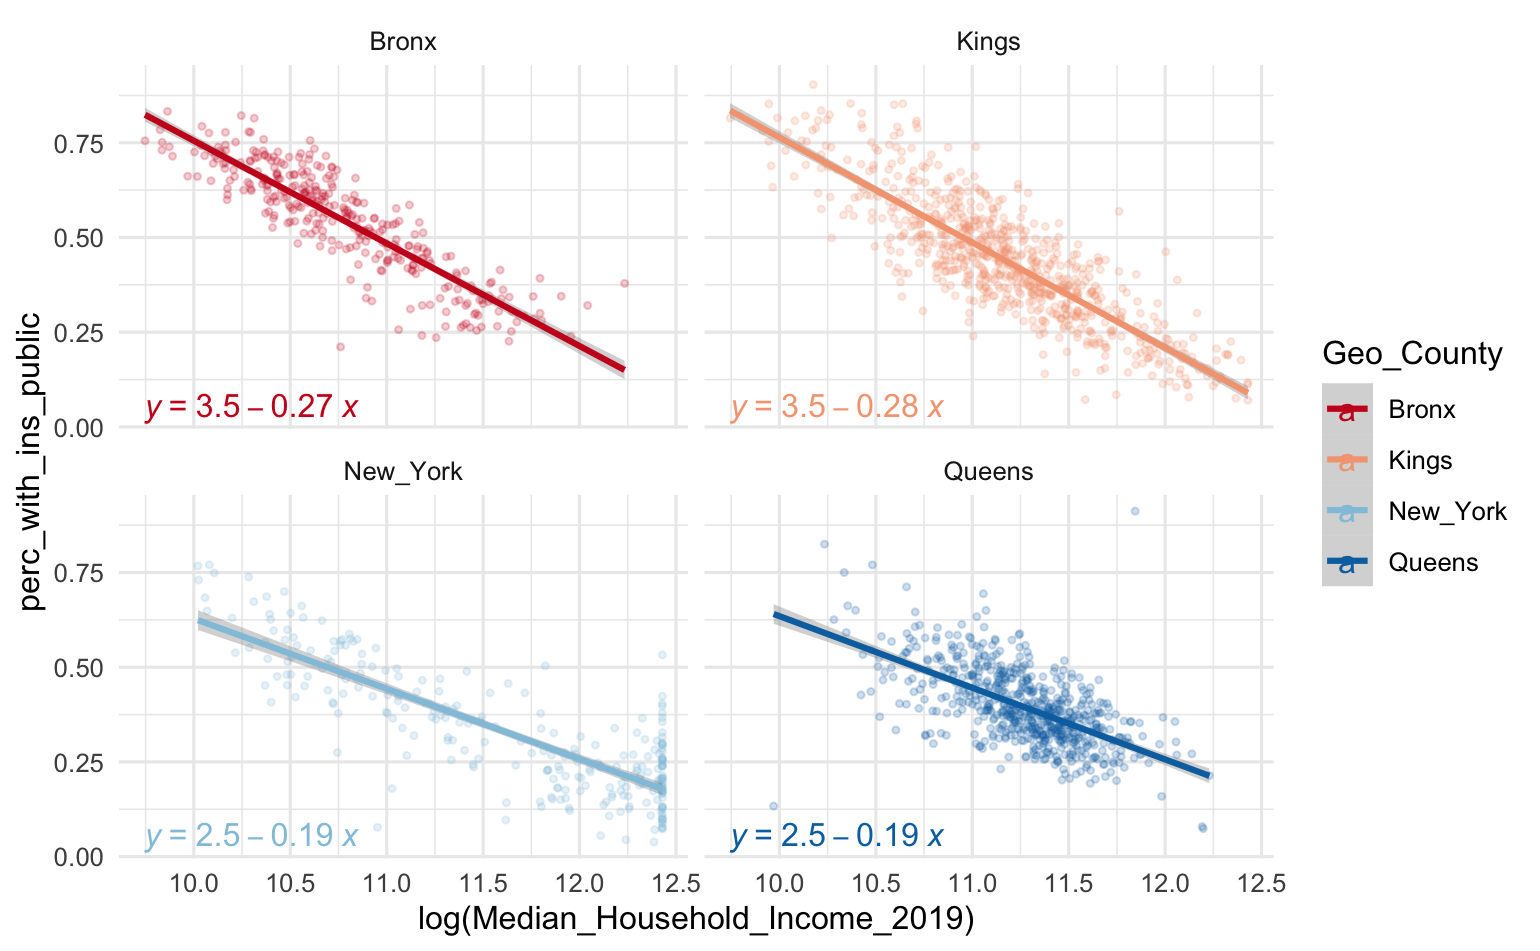 Bronx
Kings
0.75
0.50
0.25
0.00
y = 3.5 – 0.27 x
y = 3.5 – 0.28 x
New_York
Queens
0.75
0.50
0.25
0.00
y = 2.5 – 0.19 x
y = 2.5 – 0.19 x
10.0 10.5 11.0 11.5 12.0 12.5
10.0 10.5 11.0 11.5 12.0 12.5
log(Median_Household_Income_2019)
perc_with_ins_public
Geo_County
a Bronx
a Kings
a New_York
a Queens